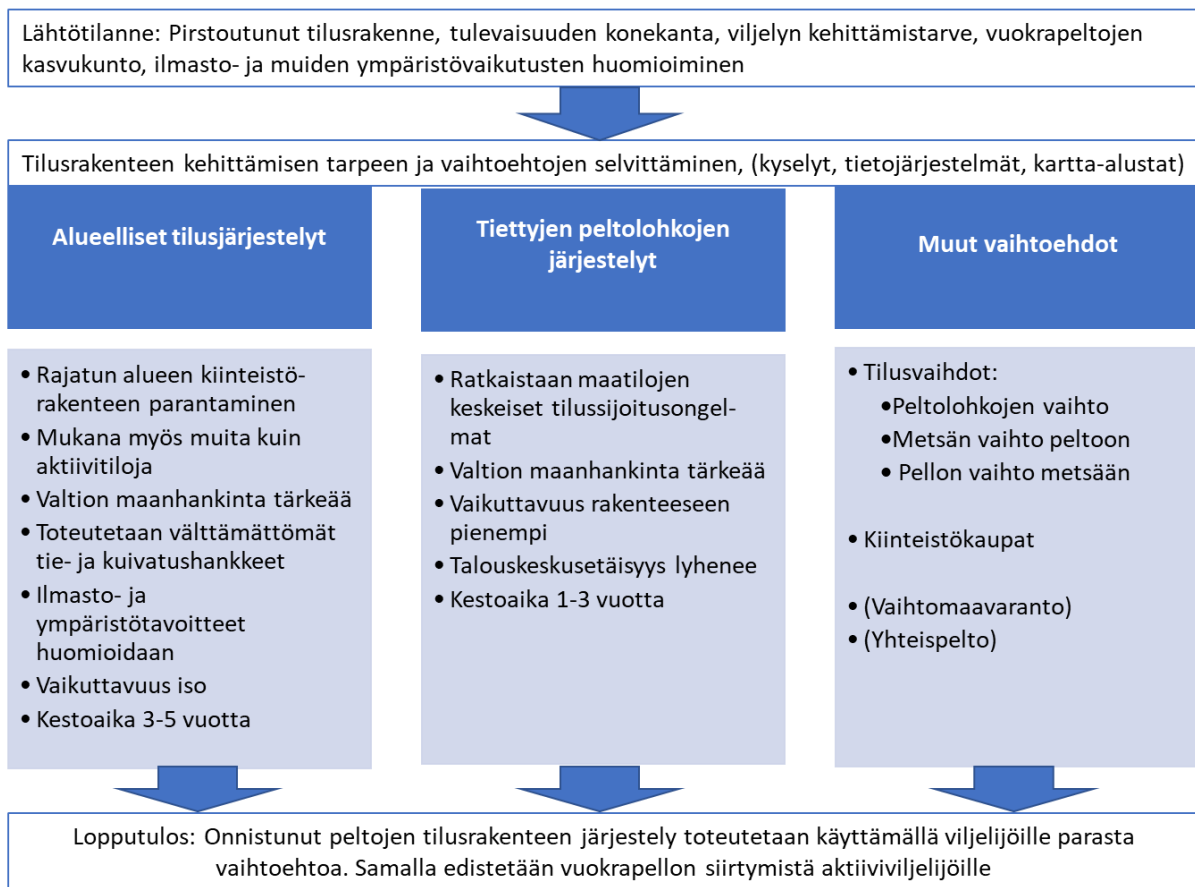 Lähtötilanne: Pirstoutunut tilusrakenne, tulevaisuuden konekanta, viljelyn kehittämistarve, vuokrapeltojen
kasvukunto, ilmasto- ja muiden ympäristövaikutusten huomioiminen
Tilusrakenteen kehittämisen tarpeen ja vaihtoehtojen selvittäminen, (kyselyt, tietojärjestelmät, kartta-alustat)
Alueelliset tilusjärjestelyt
• Rajatun alueen kiinteistö-
rakenteen parantaminen
• Mukana myös muita kuin
aktiivitiloja
• Valtion maanhankinta tärkeää
• Toteutetaan välttämättömät
tie- ja kuivatushankkeet
• Ilmasto- ja
ympäristötavoitteet
huomioidaan
• Vaikuttavuus iso
• Kestoaika 3-5 vuotta
Tiettyjen peltolohkojen
järjestelyt
• Ratkaistaan maatilojen
keskeiset tilussijoitusongel-
mat
• Valtion maanhankinta tärkeää
• Vaikuttavuus rakenteeseen
pienempi
• Talouskeskusetäisyys lyhenee
• Kestoaika 1-3 vuotta
Muut vaihtoehdot
• Tilusvaihdot:
•Peltolohkojen vaihto
•Metsän vaihto peltoon
• Pellon vaihto metsään
• Kiinteistökaupat
• (Vaihtomaavaranto)
• (Yhteispelto)
Lopputulos: Onnistunut peltojen tilusrakenteen järjestely toteutetaan käyttämällä viljelijöille parasta
vaihtoehtoa. Samalla edistetään vuokrapellon siirtymistä aktiiviviljelijöille